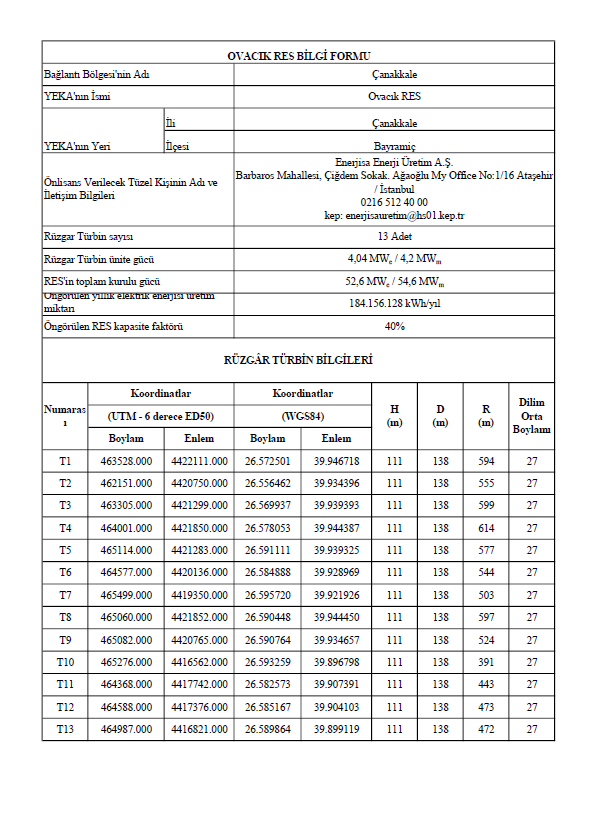 OVACIK RES BİLGİ FORMU
Bağlantı Bölgesi'nin Adı Çanakkale
YEKA'nın İsmi Ovacık RES
YEKA'nın Yeri İli Çanakkale
İlçesi Bayramiç
Önlisans Verilecek Tüzel Kişinin Adı ve
İletişim Bilgileri
Enerjisa Enerji Üretim A.Ş.
Barbaros Mahallesi, Çiğdem Sokak. Ağaoğlu My Office No:1/16 Ataşehir
/ İstanbul
0216 512 40 00
kep: enerjisauretim@hs01.kep.tr
Rüzgar Türbin sayısı 13 Adet
Rüzgar Türbin ünite gücü 4,04 MWe / 4,2 MWm
RES'in toplam kurulu gücü 52,6 MWe / 54,6 MWm
Öngörülen yıllık elektrik enerjisi üretim
miktarı 184.156.128 kWh/yıl
Öngörülen RES kapasite faktörü 40%
RÜZGÂR TÜRBİN BİLGİLERİ
Numaras
ı
Koordinatlar Koordinatlar
(UTM - 6 derece ED50) (WGS84)
Boylam Enlem Boylam Enlem
H
(m)
D
(m)
R
(m)
Dilim
Orta
Boylamı
T1 463528.000 4422111.000 26.572501 39.946718 111 138 594 27
T2 462151.000 4420750.000 26.556462 39.934396 111 138 555 27
T3 463305.000 4421299.000 26.569937 39.939393 111 138 599 27
T4 464001.000 4421850.000 26.578053 39.944387 111 138 614 27
T5 465114.000 4421283.000 26.591111 39.939325 111 138 577 27
T6 464577.000 4420136.000 26.584888 39.928969 111 138 544 27
T7 465499.000 4419350.000 26.595720 39.921926 111 138 503 27
T8 465060.000 4421852.000 26.590448 39.944450 111 138 597 27
T9 465082.000 4420765.000 26.590764 39.934657 111 138 524 27
T10 465276.000 4416562.000 26.593259 39.896798 111 138 391 27
T11 464368.000 4417742.000 26.582573 39.907391 111 138 443 27
T12 464588.000 4417376.000 26.585167 39.904103 111 138 473 27
T13 464987.000 4416821.000 26.589864 39.899119 111 138 472 27